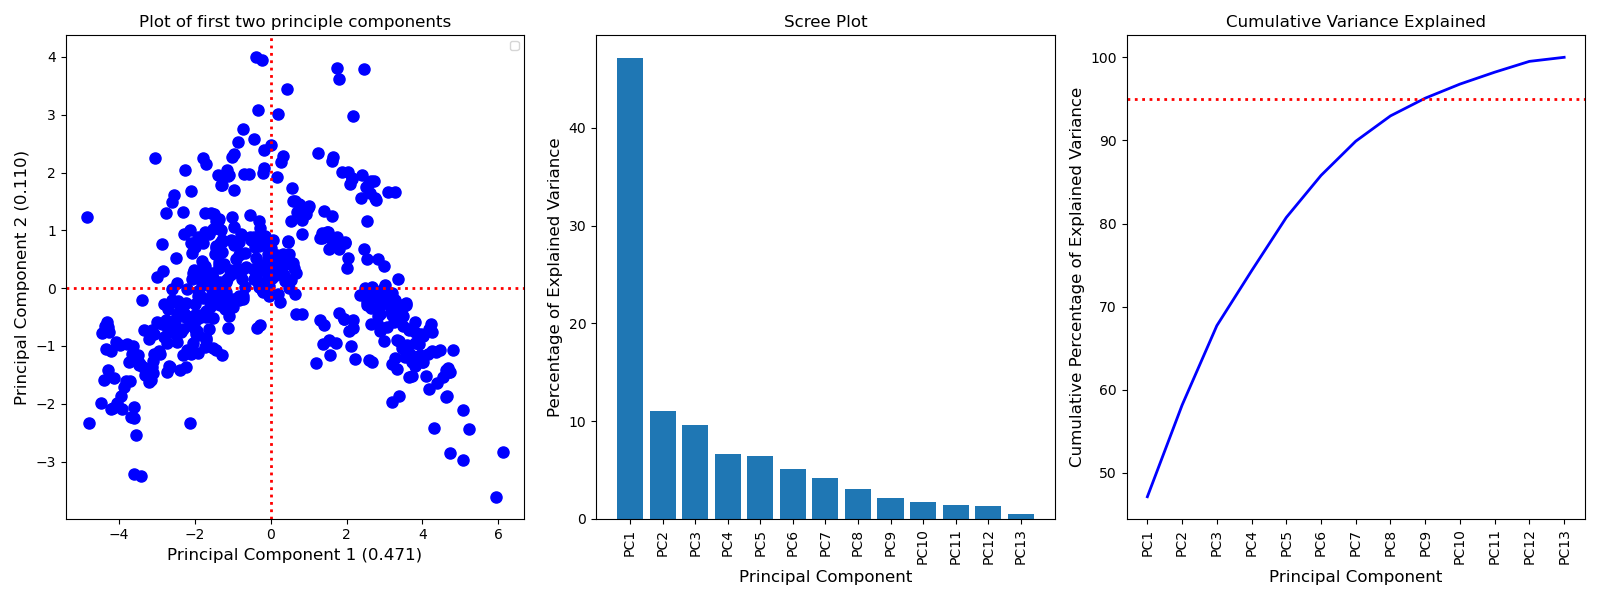 Plot of first two principle components
4
3
2
1
0
−1
−2
−3
Principal Component 2 (0.110)
−4
−2
0
2
4
6
Principal Component 1 (0.471)
Scree Plot
40
30
20
10
0
Percentage of Explained Variance
PC1
PC2
PC3
PC4
PC5
PC6
PC7
PC8
PC9
PC10
PC11
PC12
PC13
Principal Component
Cumulative Variance Explained
100
90
80
70
60
50
Cumulative Percentage of Explained Variance
PC1
PC2
PC3
PC4
PC5
PC6
PC7
PC8
PC9
PC10
PC11
PC12
PC13
Principal Component